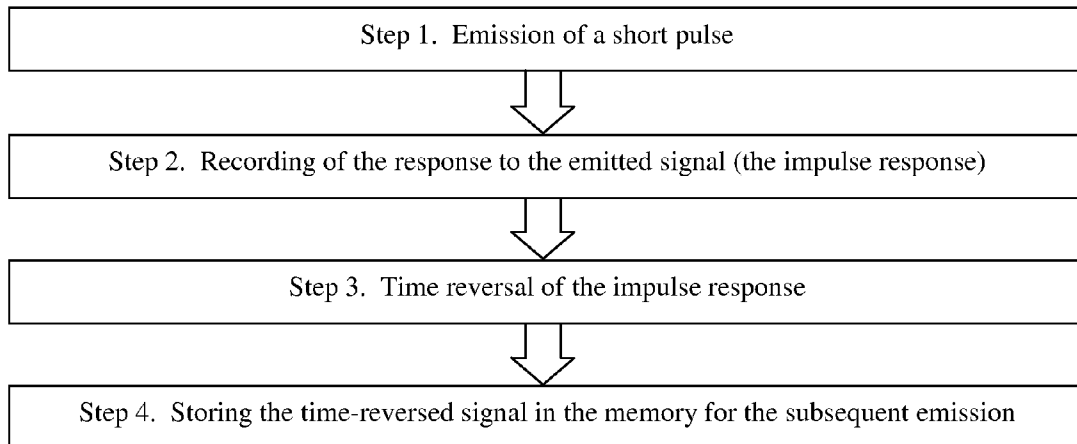 Step 1. Emission of a short pulse
Step 2. Recording of the response to the emitted signal (the impulse response)
Step 3. Time reversal of the impulse response
Step 4. Storing the time-reversed signal in the memory for the subsequent emission